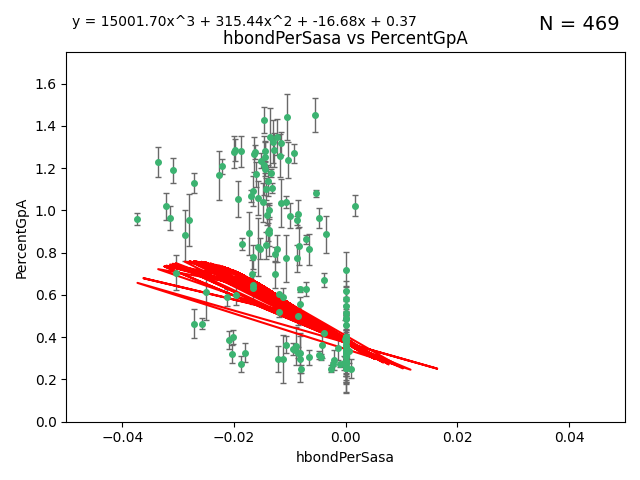 y = 15001.70x^3 + 315.44x^2 + -16.68x + 0.37
N = 469
hbondPerSasa vs PercentGpA
1.6
1.4
1.2
1.0
0.8
0.6
0.4
0.2
0.0
PercentGpA
−0.04
−0.02
0.00
0.02
0.04
hbondPerSasa